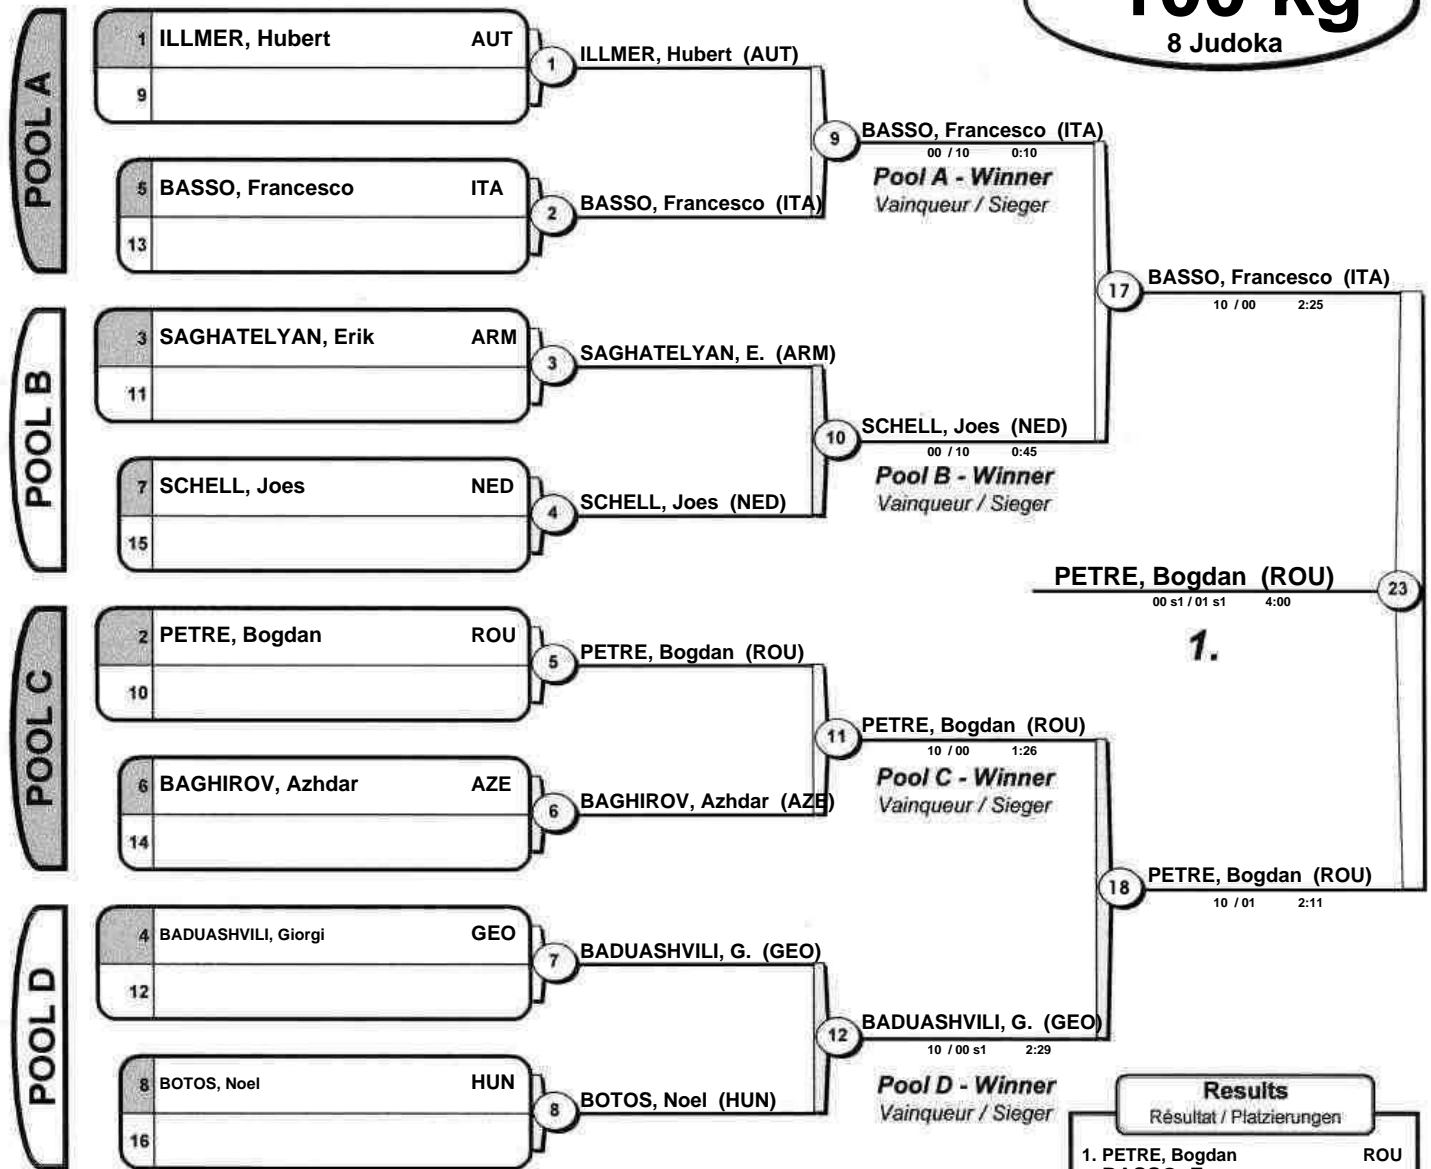 100 kg
8 Judoka
POOL A
1 ILLMER, Hubert AUT
9
5 BASSO, Francesco ITA
13
1 ILLMER, Hubert (AUT)
2 BASSO, Francesco (ITA)
9 BASSO, Francesco (ITA)
00 / 10 0:10
Pool A - Winner
Vainqueur / Sieger
POOL B
3 SAGHATELYAN, Erik ARM
11
7 SCHELL, Joes NED
15
3 SAGHATELYAN, E. (ARM)
4 SCHELL, Joes (NED)
10 SCHELL, Joes (NED)
00 / 10 0:45
Pool B - Winner
Vainqueur / Sieger
17 BASSO, Francesco (ITA)
10 / 00 2:25
PETRE, Bogdan (ROU) 23
00 s1 / 01 s1 4:00
1.
POOL C
2 PETRE, Bogdan ROU
10
6 BAGHIROV, Azhdar AZE
14
5 PETRE, Bogdan (ROU)
6 BAGHIROV, Azhdar (AZE)
11 PETRE, Bogdan (ROU)
10 / 00 1:26
Pool C - Winner
Vainqueur / Sieger
18 PETRE, Bogdan (ROU)
10 / 01 2:11
POOL D
4 BADUASHVILI, Giorgi GEO
12
8 BOTOS, Noel HUN
16
7 BADUASHVILI, G. (GEO)
8 BOTOS, Noel (HUN)
12 BADUASHVILI, G. (GEO)
10 / 00 s1 2:29
Pool D - Winner
Vainqueur / Sieger
Results
Résultat / Platzierungen
1. PETRE, Bogdan ROU